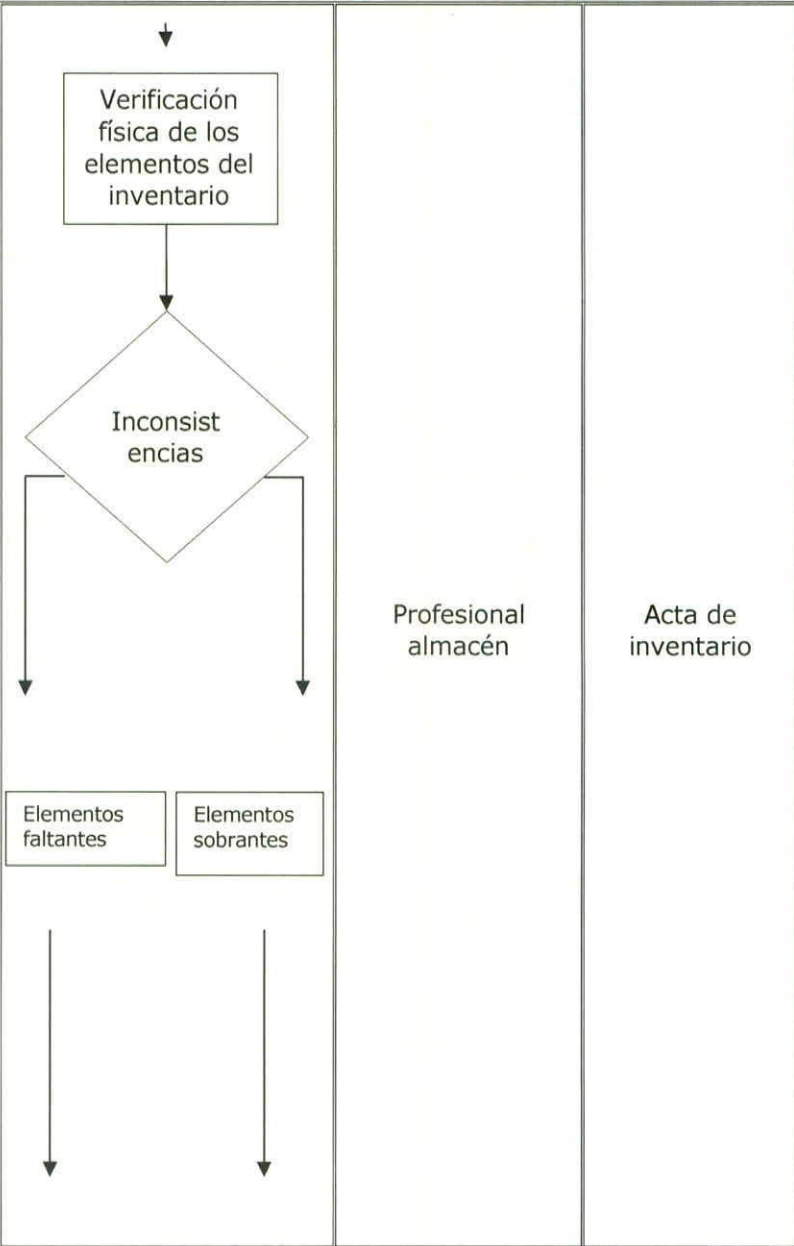 Verificación
física de los
elementos del
inventario
Inconsist
encias
Profesional
almacén
Acta de
inventario
Elementos
faltantes
Elementos
sobrantes